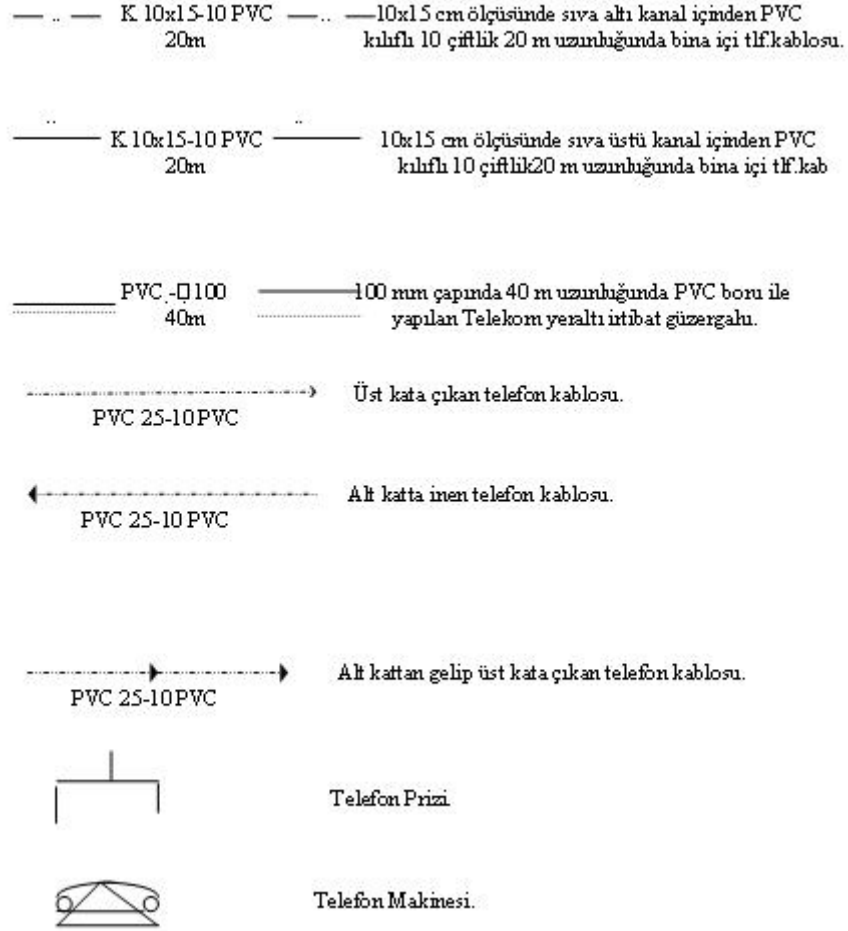 K 10x15-10 PVC 10x15 cm ölçüsünde sıva altı kanal içinden PVC
20m kılıflı 10 çiftlik 20 m uzunluğunda bina içi tlf.kablosu.
K 10x15-10 PVC 10x15 cm ölçüsünde sıva üstü kanal içinden PVC
20m kılıflı 10 çiftlik20 m uzunluğunda bina içi tlf.kab
PVC -□100 100 mm çapında 40 m uzunluğunda PVC boru ile
40m yapılan Telekom yeraltı irtibat güzergahı.
Üst kata çıkan telefon kablosu.
PVC 25-10PVC
Alt katta inen telefon kablosu.
PVC 25-10 PVC
Alt kattan gelip üst kata çıkan telefon kablosu.
PVC 25-10PVC
Telefon Prizi.
Telefon Makinesi.